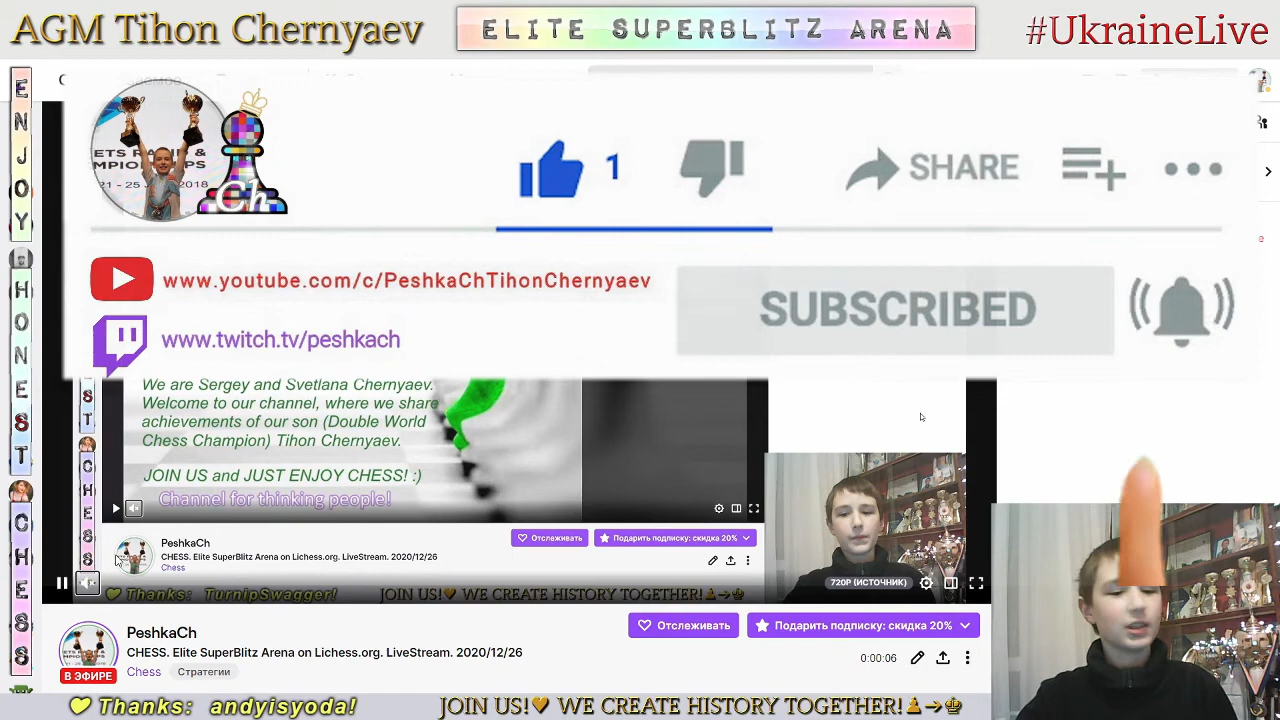 AGM Tihon Chernyaev
ELITE SUPERBLITZ ARENA
#UkraineLive
ENJOY
HONEST
CHESS
ETS RAPID &
MPIONSHIPS
21 - 25 2018
Ch
1
SHARE
www.youtube.com/c/PeshkaChTihonChernyaev
SUBSCRIBED
www.twitch.tv/peshkach
ST
CHESS
We are Sergey and Svetlana Chernyaev.
Welcome to our channel, where we share
achievements of our son (Double World
Chess Champion) Tihon Chernyaev.
JOIN US and JUST ENJOY CHESS! :)
Channel for thinking people!
PeshkaCh
Отслеживать
Подарить подписку: скидка 20%
CHESS. Elite SuperBlitz Arena on Lichess.org. LiveStream. 2020/12/26
Chess
720P (ИСТОЧНИК)
Thanks: TurnipSwagger!
JOIN US! WE CREATE HISTORY TOGETHER!
PeshkaCh
Отслеживать
Подарить подписку: скидка 20%
CHESS. Elite SuperBlitz Arena on Lichess.org. LiveStream. 2020/12/26
0:00:06
Chess
Стратегии
В ЭФИРЕ
Thanks: andyisyoda!
JOIN US! WE CREATE HISTORY TOGETHER!